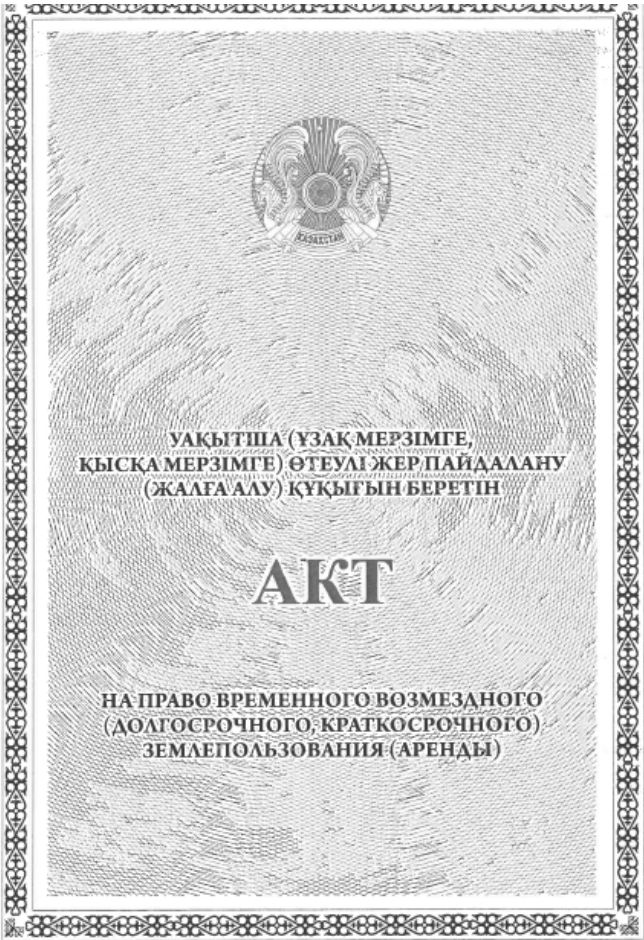 ҚАЗАҚСТАН
УАҚЫТША (ҰЗАҚ МЕРЗІМГЕ,
ҚЫСҚА МЕРЗІМГЕ) ӨТЕУЛІ ЖЕР ПАЙДАЛАНУ
(ЖАЛҒА АЛУ) ҚҰҚЫҒЫН БЕРЕТІН
АКТ
НА ПРАВО ВРЕМЕННОГО ВОЗМЕЗДНОГО
(ДОЛГОСРОЧНОГО, КРАТКОСРОЧНОГО)
ЗЕМЛЕПОЛЬЗОВАНИЯ (АРЕНДЫ)